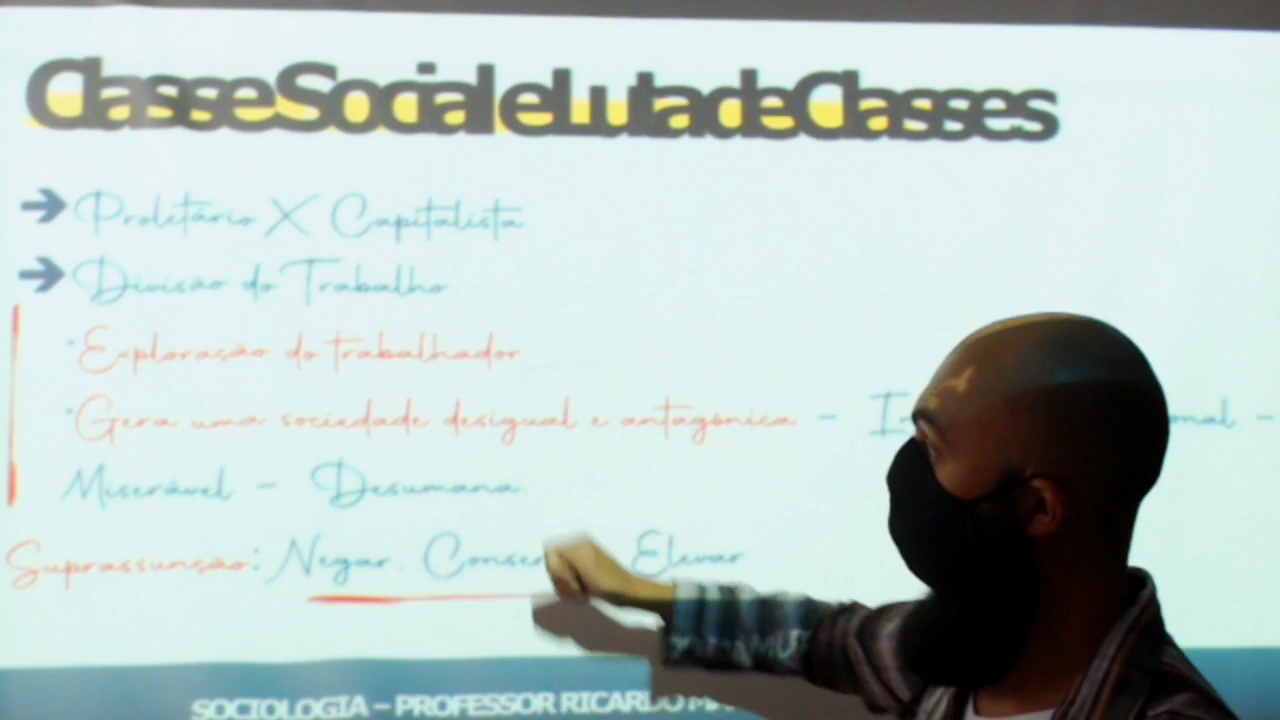 Classe Social e Luta de Classes
➔ Proletário X Capitalista
➔ Divisão do Trabalho
·Exploração do trabalhador
·Gera uma sociedade desigual e antagônica -
-
Miserável - Desumana.
Suprassunção: Negar. Elevar
SOCIOLOGIA – PROFESSOR RICARDO